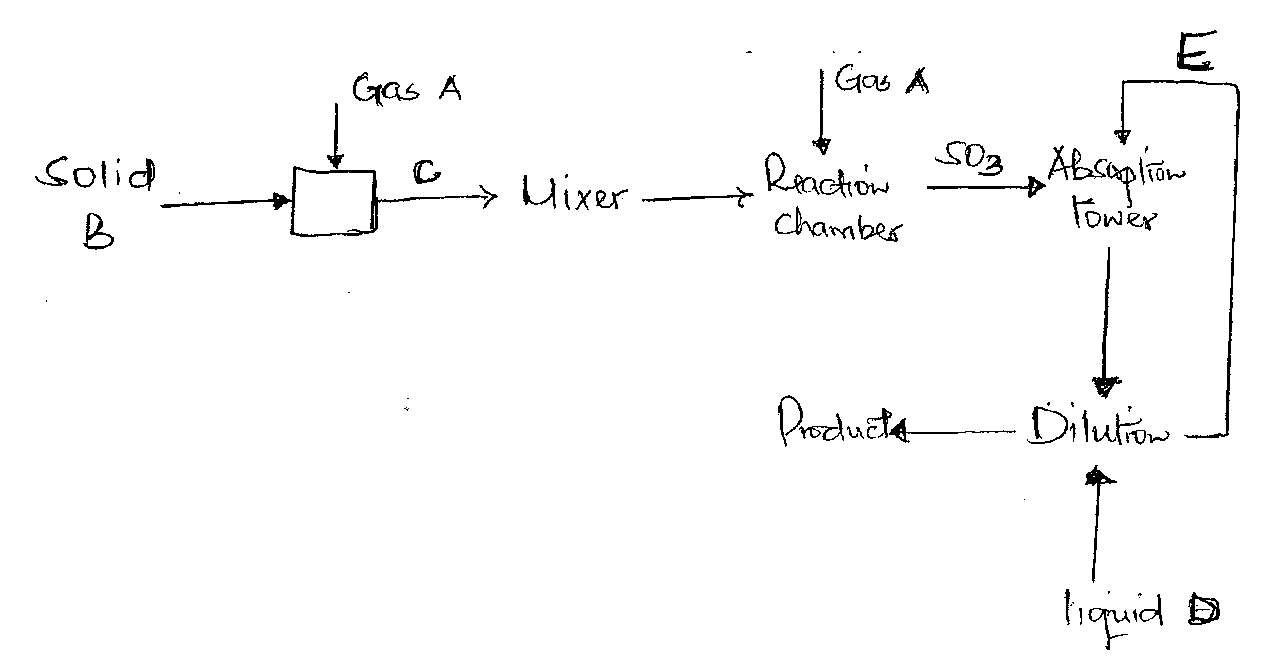 E
Gas A
Gas A
Solid
B
C
Mixer
Reaction
chamber
SO3
Absorption
tower
Product
Dilution
liquid D